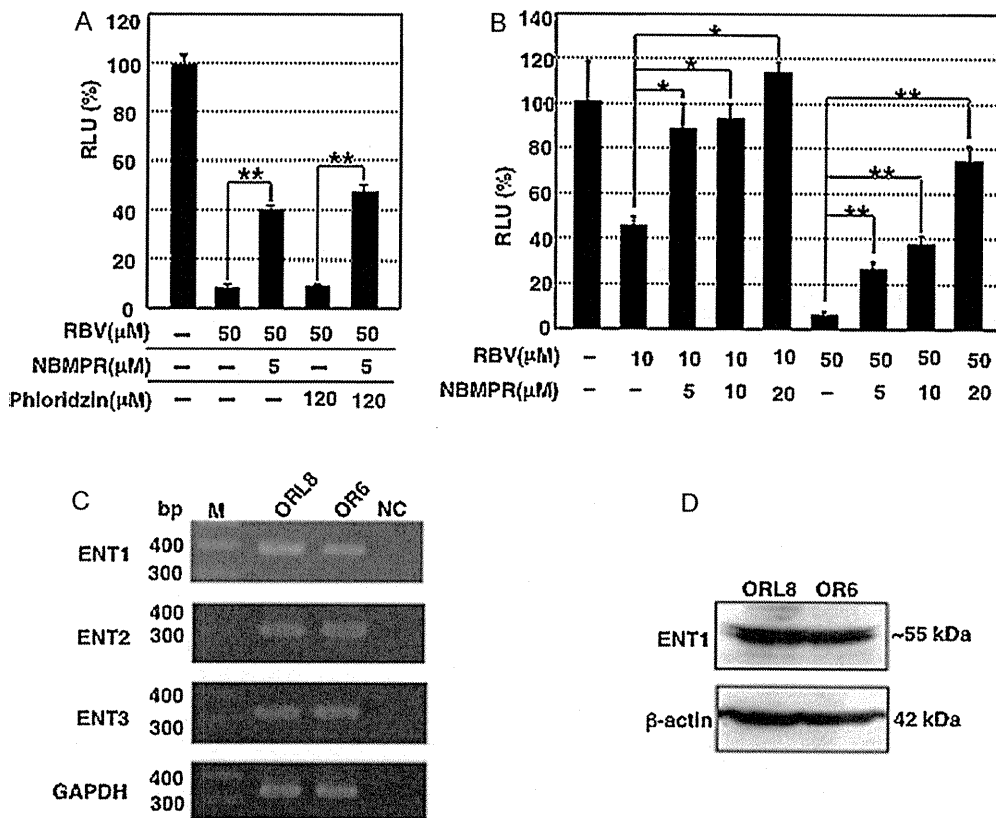 A
120
100
80
60
40
20
0
RLU (%)
**
**
RBV(μM) – 50 50 50 50
NBMPR(μM) – – 5 – 5
Phloridzin(μM) – – – 120 120
B
140
120
100
80
60
40
20
0
RLU (%)
*
*
*
**
**
**
RBV (μM) – 10 10 10 10 50 50 50 50
NBMPR(μM) – – 5 10 20 – 5 10 20
C
bp M ORL8 OR6 NC
ENT1 400
300
ENT2 400
300
ENT3 400
300
GAPDH 400
300
D
ORL8 OR6
ENT1 ~55 kDa
β-actin 42 kDa